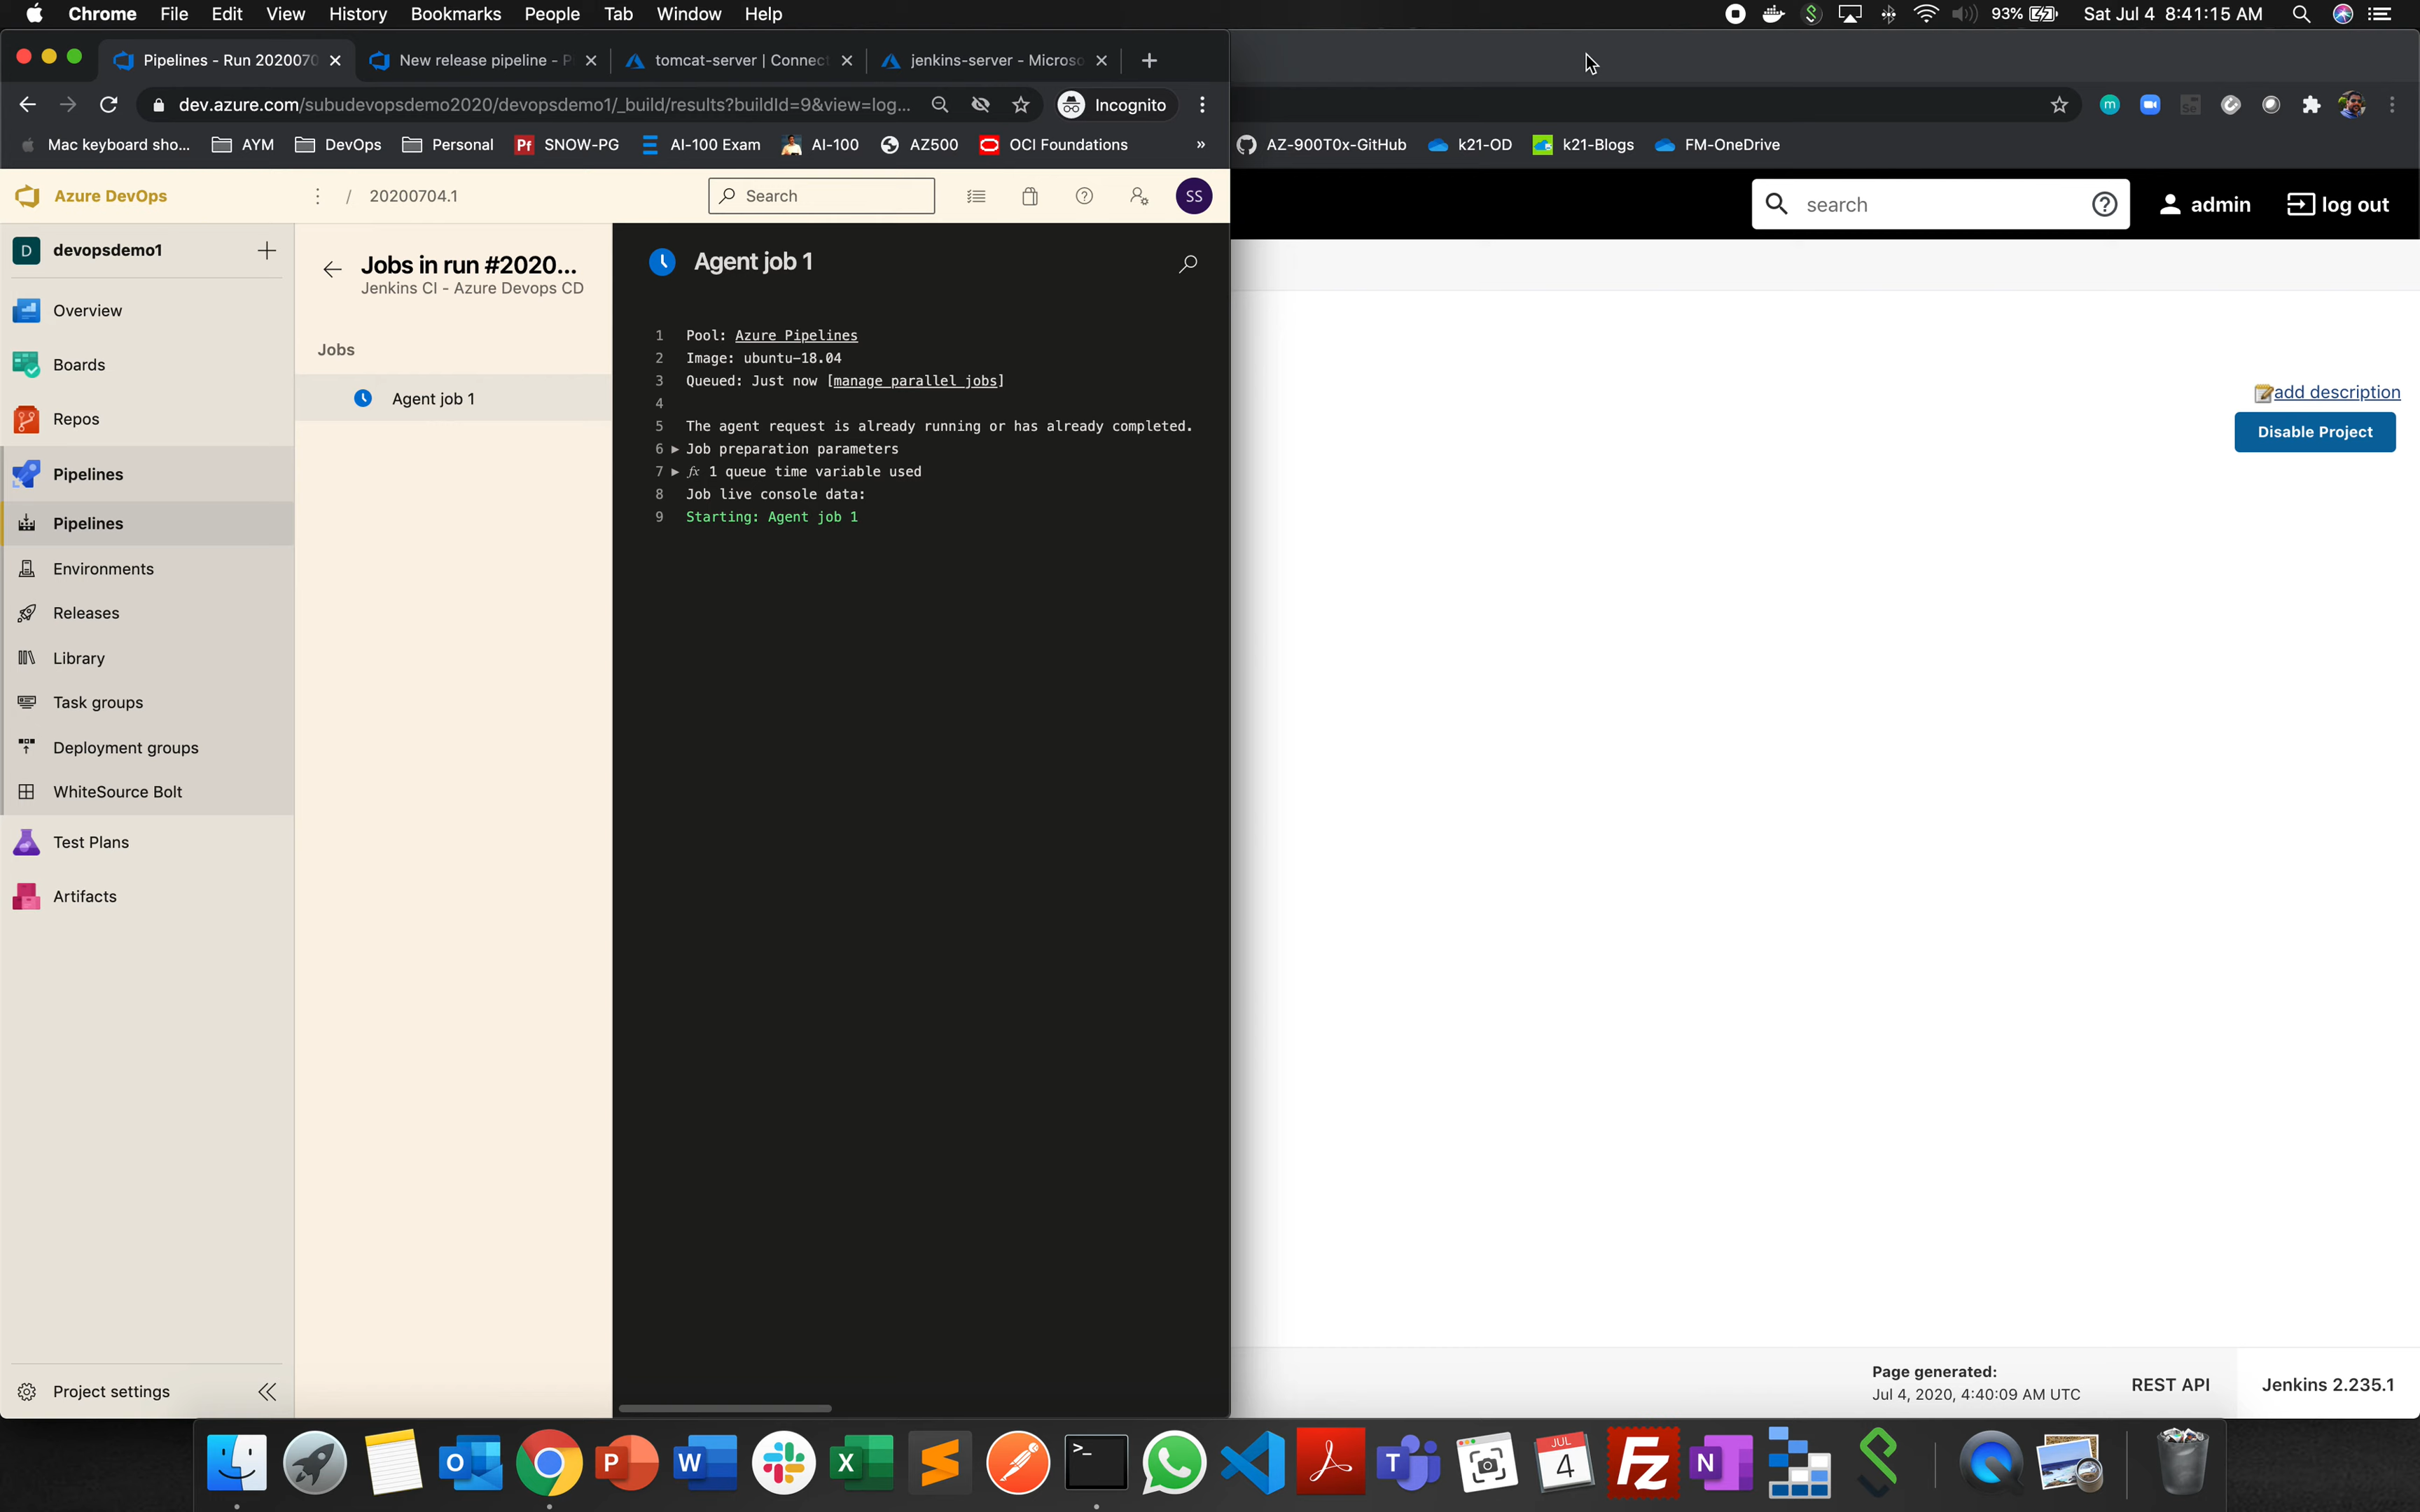 Chrome File Edit View History Bookmarks People Tab Window Help 93% Sat Jul 4 8:41:15 AM
Pipelines - Run 2020070
New release pipeline - P
tomcat-server | Connect
jenkins-server - Microso
dev.azure.com/subudevopsdemo2020/devopsdemo1/_build/results?buildId=9&view=log... Incognito
Mac keyboard sho... AYM DevOps Personal SNOW-PG AI-100 Exam AI-100 AZ500 OCI Foundations » AZ-900T0x-GitHub k21-OD k21-Blogs FM-OneDrive
Azure DevOps / 20200704.1 Search SS
search admin log out
D devopsdemo1
Overview
Boards
Repos
Pipelines
Pipelines
Environments
Releases
Library
Task groups
Deployment groups
WhiteSource Bolt
Test Plans
Artifacts
Project settings
Jobs in run #2020...
Jenkins CI - Azure Devops CD
Jobs
Agent job 1
Agent job 1
1 Pool: Azure Pipelines
2 Image: ubuntu-18.04
3 Queued: Just now [manage parallel jobs]
4
5 The agent request is already running or has already completed.
6 Job preparation parameters
7 fx 1 queue time variable used
8 Job live console data:
9 Starting: Agent job 1
add description
Disable Project
Page generated:
Jul 4, 2020, 4:40:09 AM UTC
REST API
Jenkins 2.235.1
JUL
4